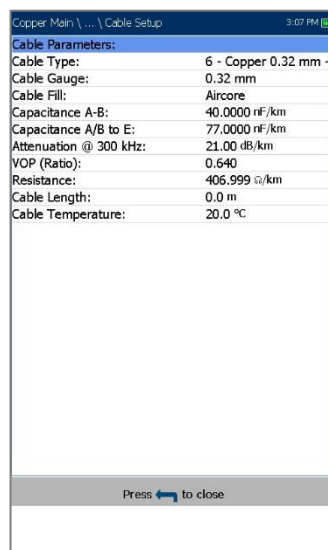 Copper Main \ ... \ Cable Setup 3:07 PM
Cable Parameters:
Cable Type: 6 - Copper 0.32 mm -
Cable Gauge: 0.32 mm
Cable Fill: Aircore
Capacitance A-B: 40.0000 nF/km
Capacitance A/B to E: 77.0000 nF/km
Attenuation @ 300 kHz: 21.00 dB/km
VOP (Ratio): 0.640
Resistance: 406.999 Ω/km
Cable Length: 0.0 m
Cable Temperature: 20.0 °C
Press to close